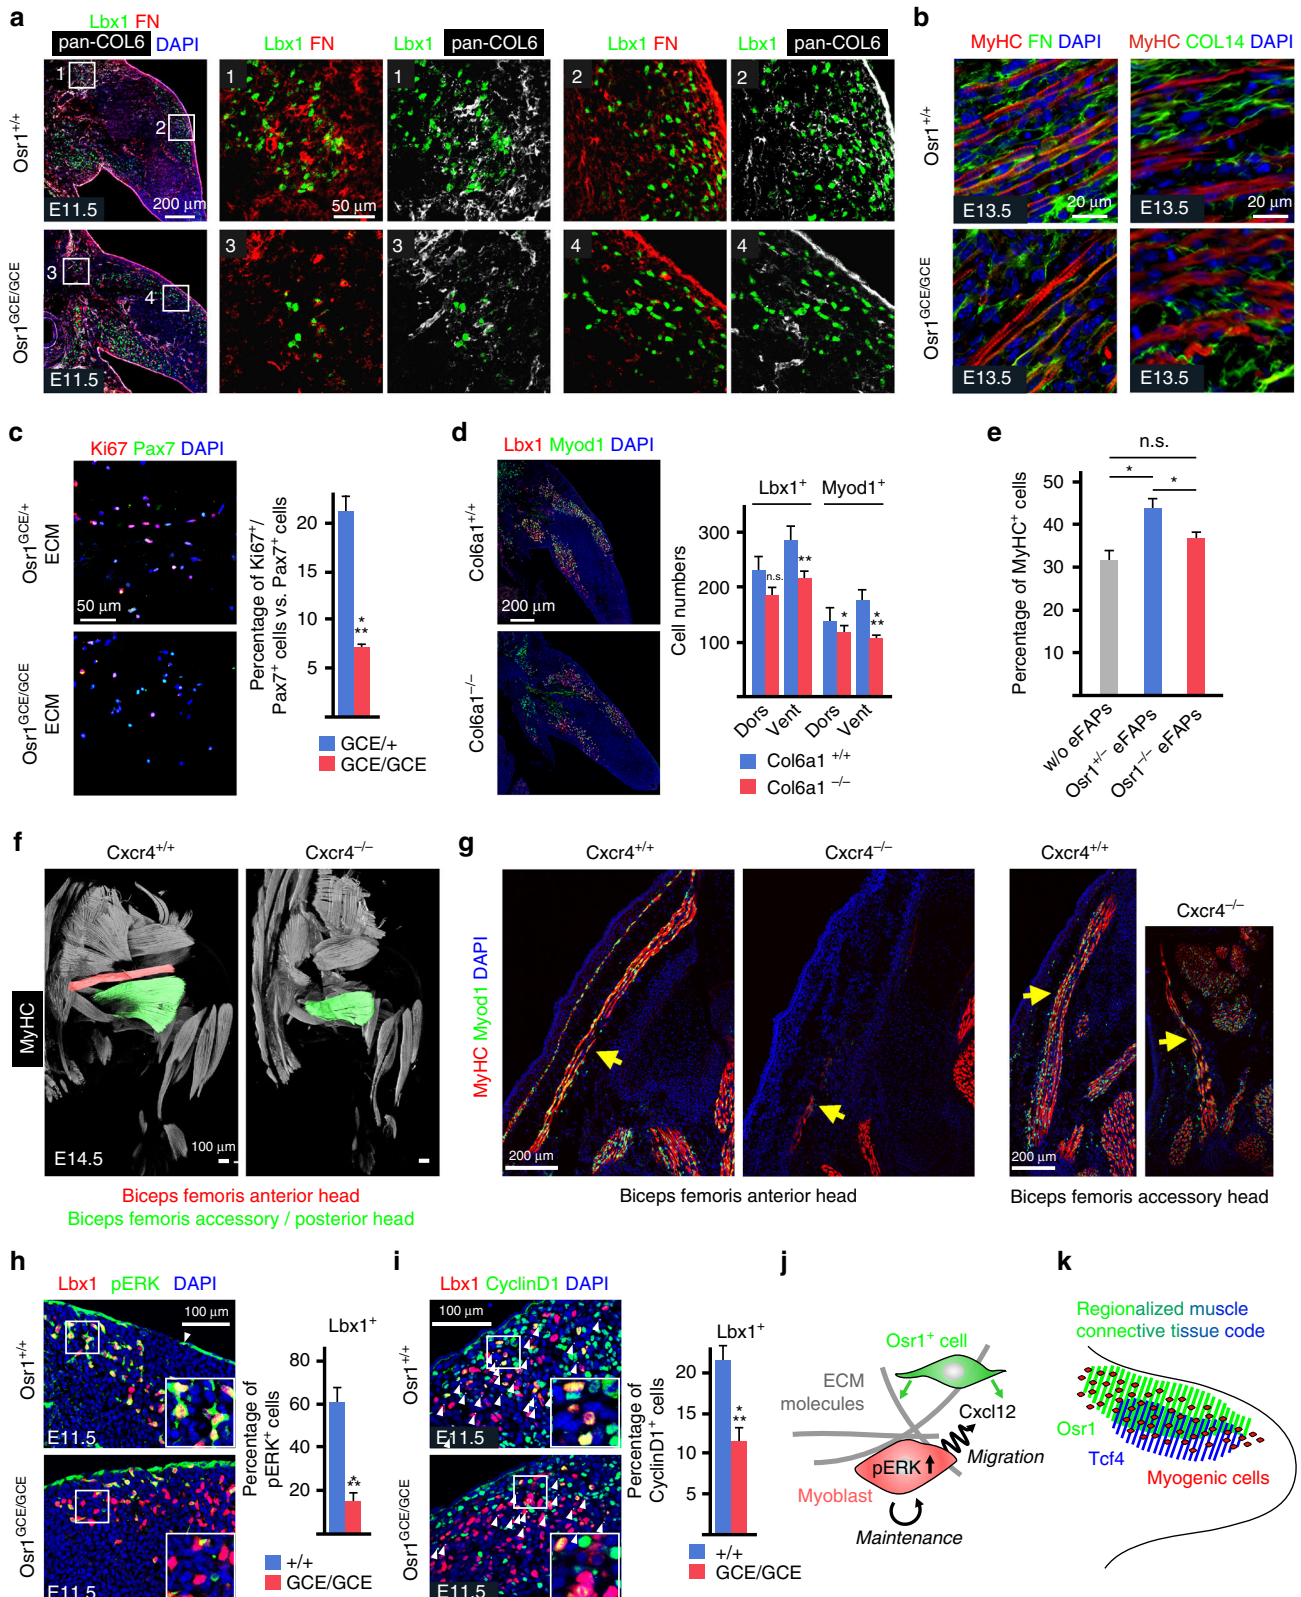 a
Lbx1 FN
pan-COL6 DAPI
Lbx1 FN
Lbx1 pan-COL6
Lbx1 FN
Lbx1 pan-COL6
Osr1+/+
1
2
200 µm
E11.5
1
50 µm
1
2
2
Osr1GCE/GCE
3
4
E11.5
3
3
4
4
b
MyHC FN DAPI
MyHC COL14 DAPI
Osr1+/+
E13.5
20 µm
E13.5
20 µm
Osr1GCE/GCE
E13.5
E13.5
c
Ki67 Pax7 DAPI
Osr1GCE/+
ECM
50 µm
Osr1GCE/GCE
ECM
Percentage of Ki67+/
Pax7+ cells vs. Pax7+ cells
20
15
10
5
*
**
GCE/+
GCE/GCE
d
Lbx1 Myod1 DAPI
Col6a1+/+
200 µm
Col6a1−/−
Cell numbers
300
200
100
Lbx1+
Myod1+
n.s.
**
*
*
**
Dors
Vent
Dors
Vent
Col6a1 +/+
Col6a1 −/−
e
n.s.
*
*
Percentage of MyHC+ cells
50
40
30
20
10
w/o eFAPs
Osr1+/− eFAPs
Osr1−/− eFAPs
f
Cxcr4+/+
Cxcr4−/−
MyHC
100 µm
E14.5
Biceps femoris anterior head
Biceps femoris accessory / posterior head
g
Cxcr4+/+
Cxcr4−/−
Cxcr4+/+
Cxcr4−/−
MyHC Myod1 DAPI
200 µm
200 µm
Biceps femoris anterior head
Biceps femoris accessory head
h
Lbx1 pERK DAPI
100 µm
Osr1+/+
E11.5
Osr1GCE/GCE
E11.5
Lbx1+
Percentage of
pERK+ cells
80
60
40
20
*
**
+/+
GCE/GCE
i
Lbx1 CyclinD1 DAPI
100 µm
Osr1+/+
E11.5
Osr1GCE/GCE
E11.5
Lbx1+
Percentage of
CyclinD1+ cells
20
15
10
5
*
**
+/+
GCE/GCE
j
Osr1+ cell
ECM
molecules
Cxcl12
Migration
pERK
Myoblast
Maintenance
k
Regionalized muscle
connective tissue code
Osr1
Tcf4
Myogenic cells